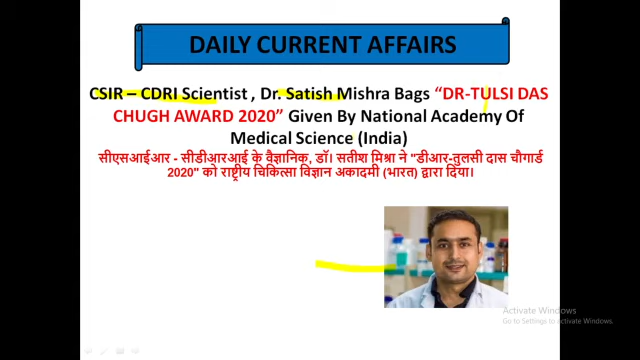 DAILY CURRENT AFFAIRS
CSIR – CDRI Scientist , Dr. Satish Mishra Bags “DR-TULSI DAS
CHUGH AWARD 2020” Given By National Academy Of
Medical Science (India)
सीएसआईआर - सीडीआरआई के वैज्ञानिक, डॉ। सतीश मिश्रा ने "डीआर-तुलसी दास चौगार्ड
2020" को राष्ट्रीय चिकित्सा विज्ञान अकादमी (भारत) द्वारा दिया।
Activate Windows
Go to Settings to activate Windows.